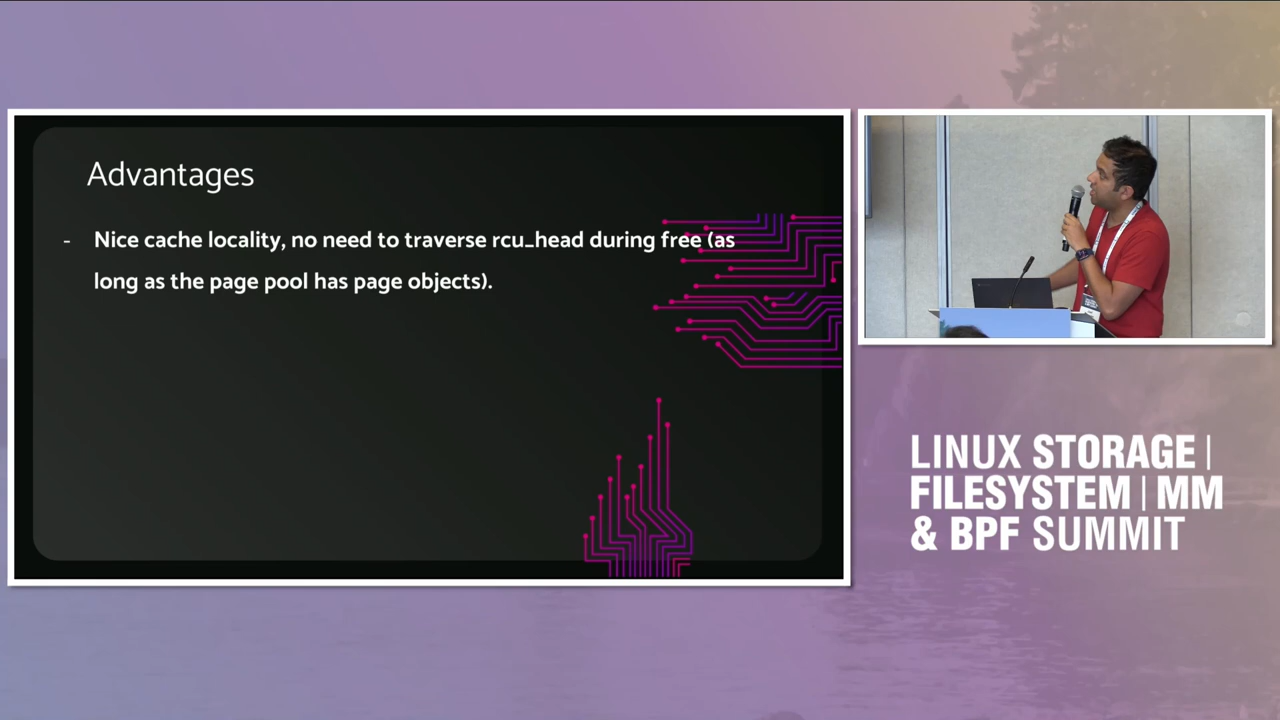 Advantages
- Nice cache locality, no need to traverse rcu_head during free (as
long as the page pool has page objects).
LINUX STORAGE |
FILESYSTEM | MM
& BPF SUMMIT